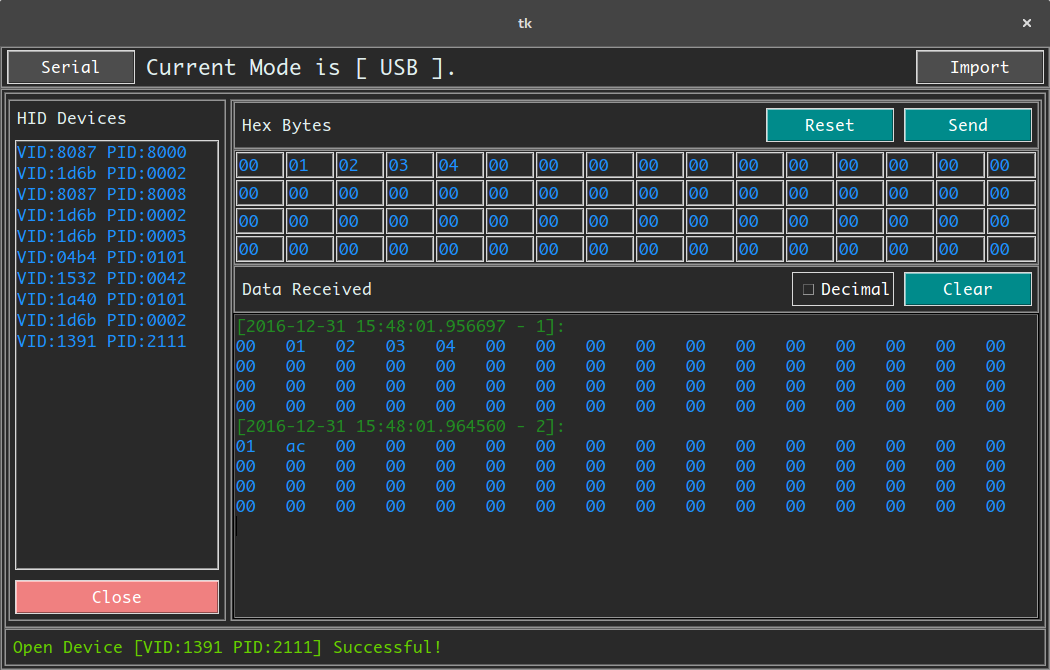 tk ×
Serial Current Mode is [ USB ]. Import
HID Devices
VID:8087 PID:8000
VID:1d6b PID:0002
VID:8087 PID:8008
VID:1d6b PID:0002
VID:1d6b PID:0003
VID:04b4 PID:0101
VID:1532 PID:0042
VID:1a40 PID:0101
VID:1d6b PID:0002
VID:1391 PID:2111
Close
Hex Bytes Reset Send
00 01 02 03 04 00 00 00 00 00 00 00 00 00 00 00
00 00 00 00 00 00 00 00 00 00 00 00 00 00 00 00
00 00 00 00 00 00 00 00 00 00 00 00 00 00 00 00
00 00 00 00 00 00 00 00 00 00 00 00 00 00 00 00
Data Received Decimal Clear
[2016-12-31 15:48:01.956697 - 1]:
00 01 02 03 04 00 00 00 00 00 00 00 00 00 00 00
00 00 00 00 00 00 00 00 00 00 00 00 00 00 00 00
00 00 00 00 00 00 00 00 00 00 00 00 00 00 00 00
00 00 00 00 00 00 00 00 00 00 00 00 00 00 00 00
[2016-12-31 15:48:01.964560 - 2]:
01 ac 00 00 00 00 00 00 00 00 00 00 00 00 00 00
00 00 00 00 00 00 00 00 00 00 00 00 00 00 00 00
00 00 00 00 00 00 00 00 00 00 00 00 00 00 00 00
00 00 00 00 00 00 00 00 00 00 00 00 00 00 00 00
Open Device [VID:1391 PID:2111] Successful!